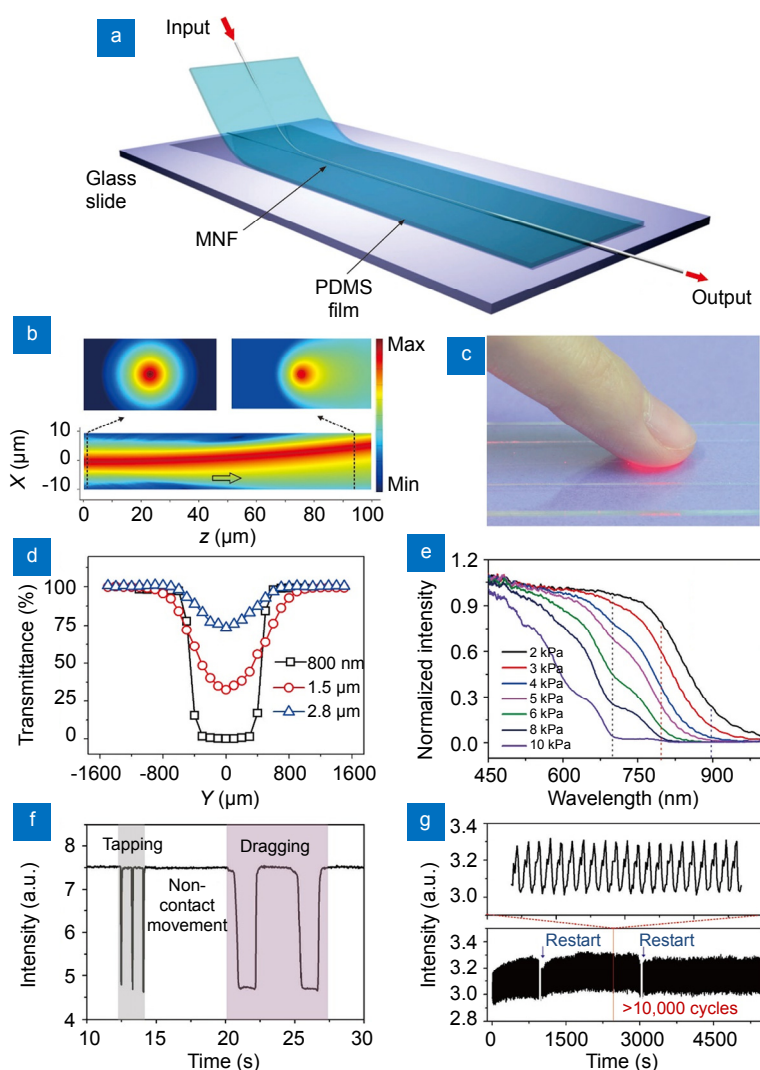 a
Input
Glass
slide
MNF
PDMS
film
Output
b
Max
Min
10
0
-10
X (μm)
0 20 40 60 80 100
z (μm)
c
d
100
75
50
25
0
Transmittance (%)
800 nm
1.5 μm
2.8 μm
-1600 -800 0 800 1600
Y (μm)
e
1.2
0.9
0.6
0.3
0.0
Normalized intensity
2 kPa
3 kPa
4 kPa
5 kPa
6 kPa
8 kPa
10 kPa
450 600 750 900
Wavelength (nm)
f
8
7
6
5
4
Intensity (a.u.)
Tapping
Non-
contact
movement
Dragging
10 15 20 25 30
Time (s)
g
3.4
3.2
3.0
3.4
3.2
3.0
2.8
Intensity (a.u.)
Restart Restart
>10,000 cycles
0 1500 3000 4500
Time (s)